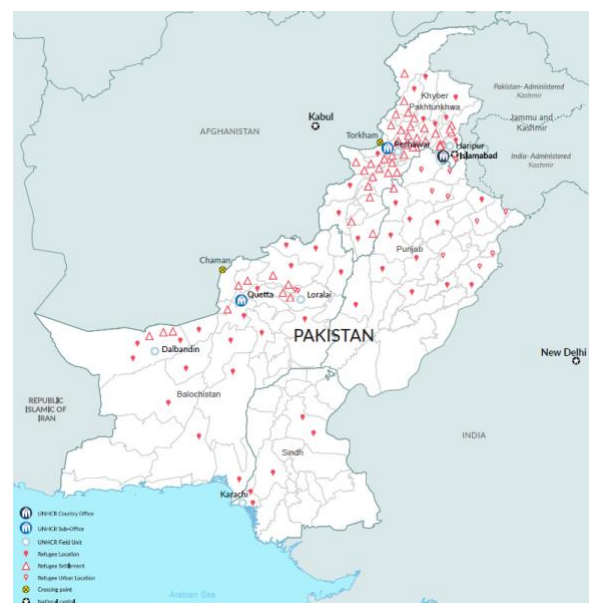 Khyber
Pakhtunkhwa
Pakistan- Administered
Kashmir
Kabul
Jammu and
Kashmir
AFGHANISTAN
Torkham
Peshawar
Haripur
Islamabad
India- Administered
Kashmir
Punjab
Chaman
Quetta
Loralai
PAKISTAN
Dalbandin
New Delhi
Balochistan
REPUBLIC
ISLAMIC OF
IRAN
INDIA
Sindh
Karachi
UNHCR Country Office
UNHCR Sub-Office
UNHCR Field Unit
Refugee Location
Refugee Settlement
Refugee Urban Location
Crossing point
National capital
Arabian Sea